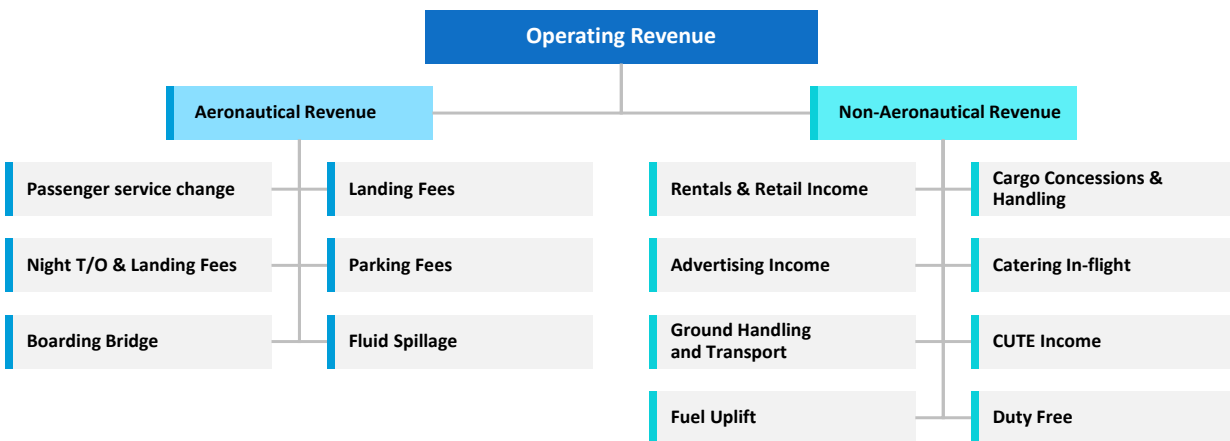 Operating Revenue
Aeronautical Revenue
Non-Aeronautical Revenue
Passenger service change
Landing Fees
Rentals & Retail Income
Cargo Concessions &
Handling
Night T/O & Landing Fees
Parking Fees
Advertising Income
Catering In-flight
Boarding Bridge
Fluid Spillage
Ground Handling
and Transport
CUTE Income
Fuel Uplift
Duty Free